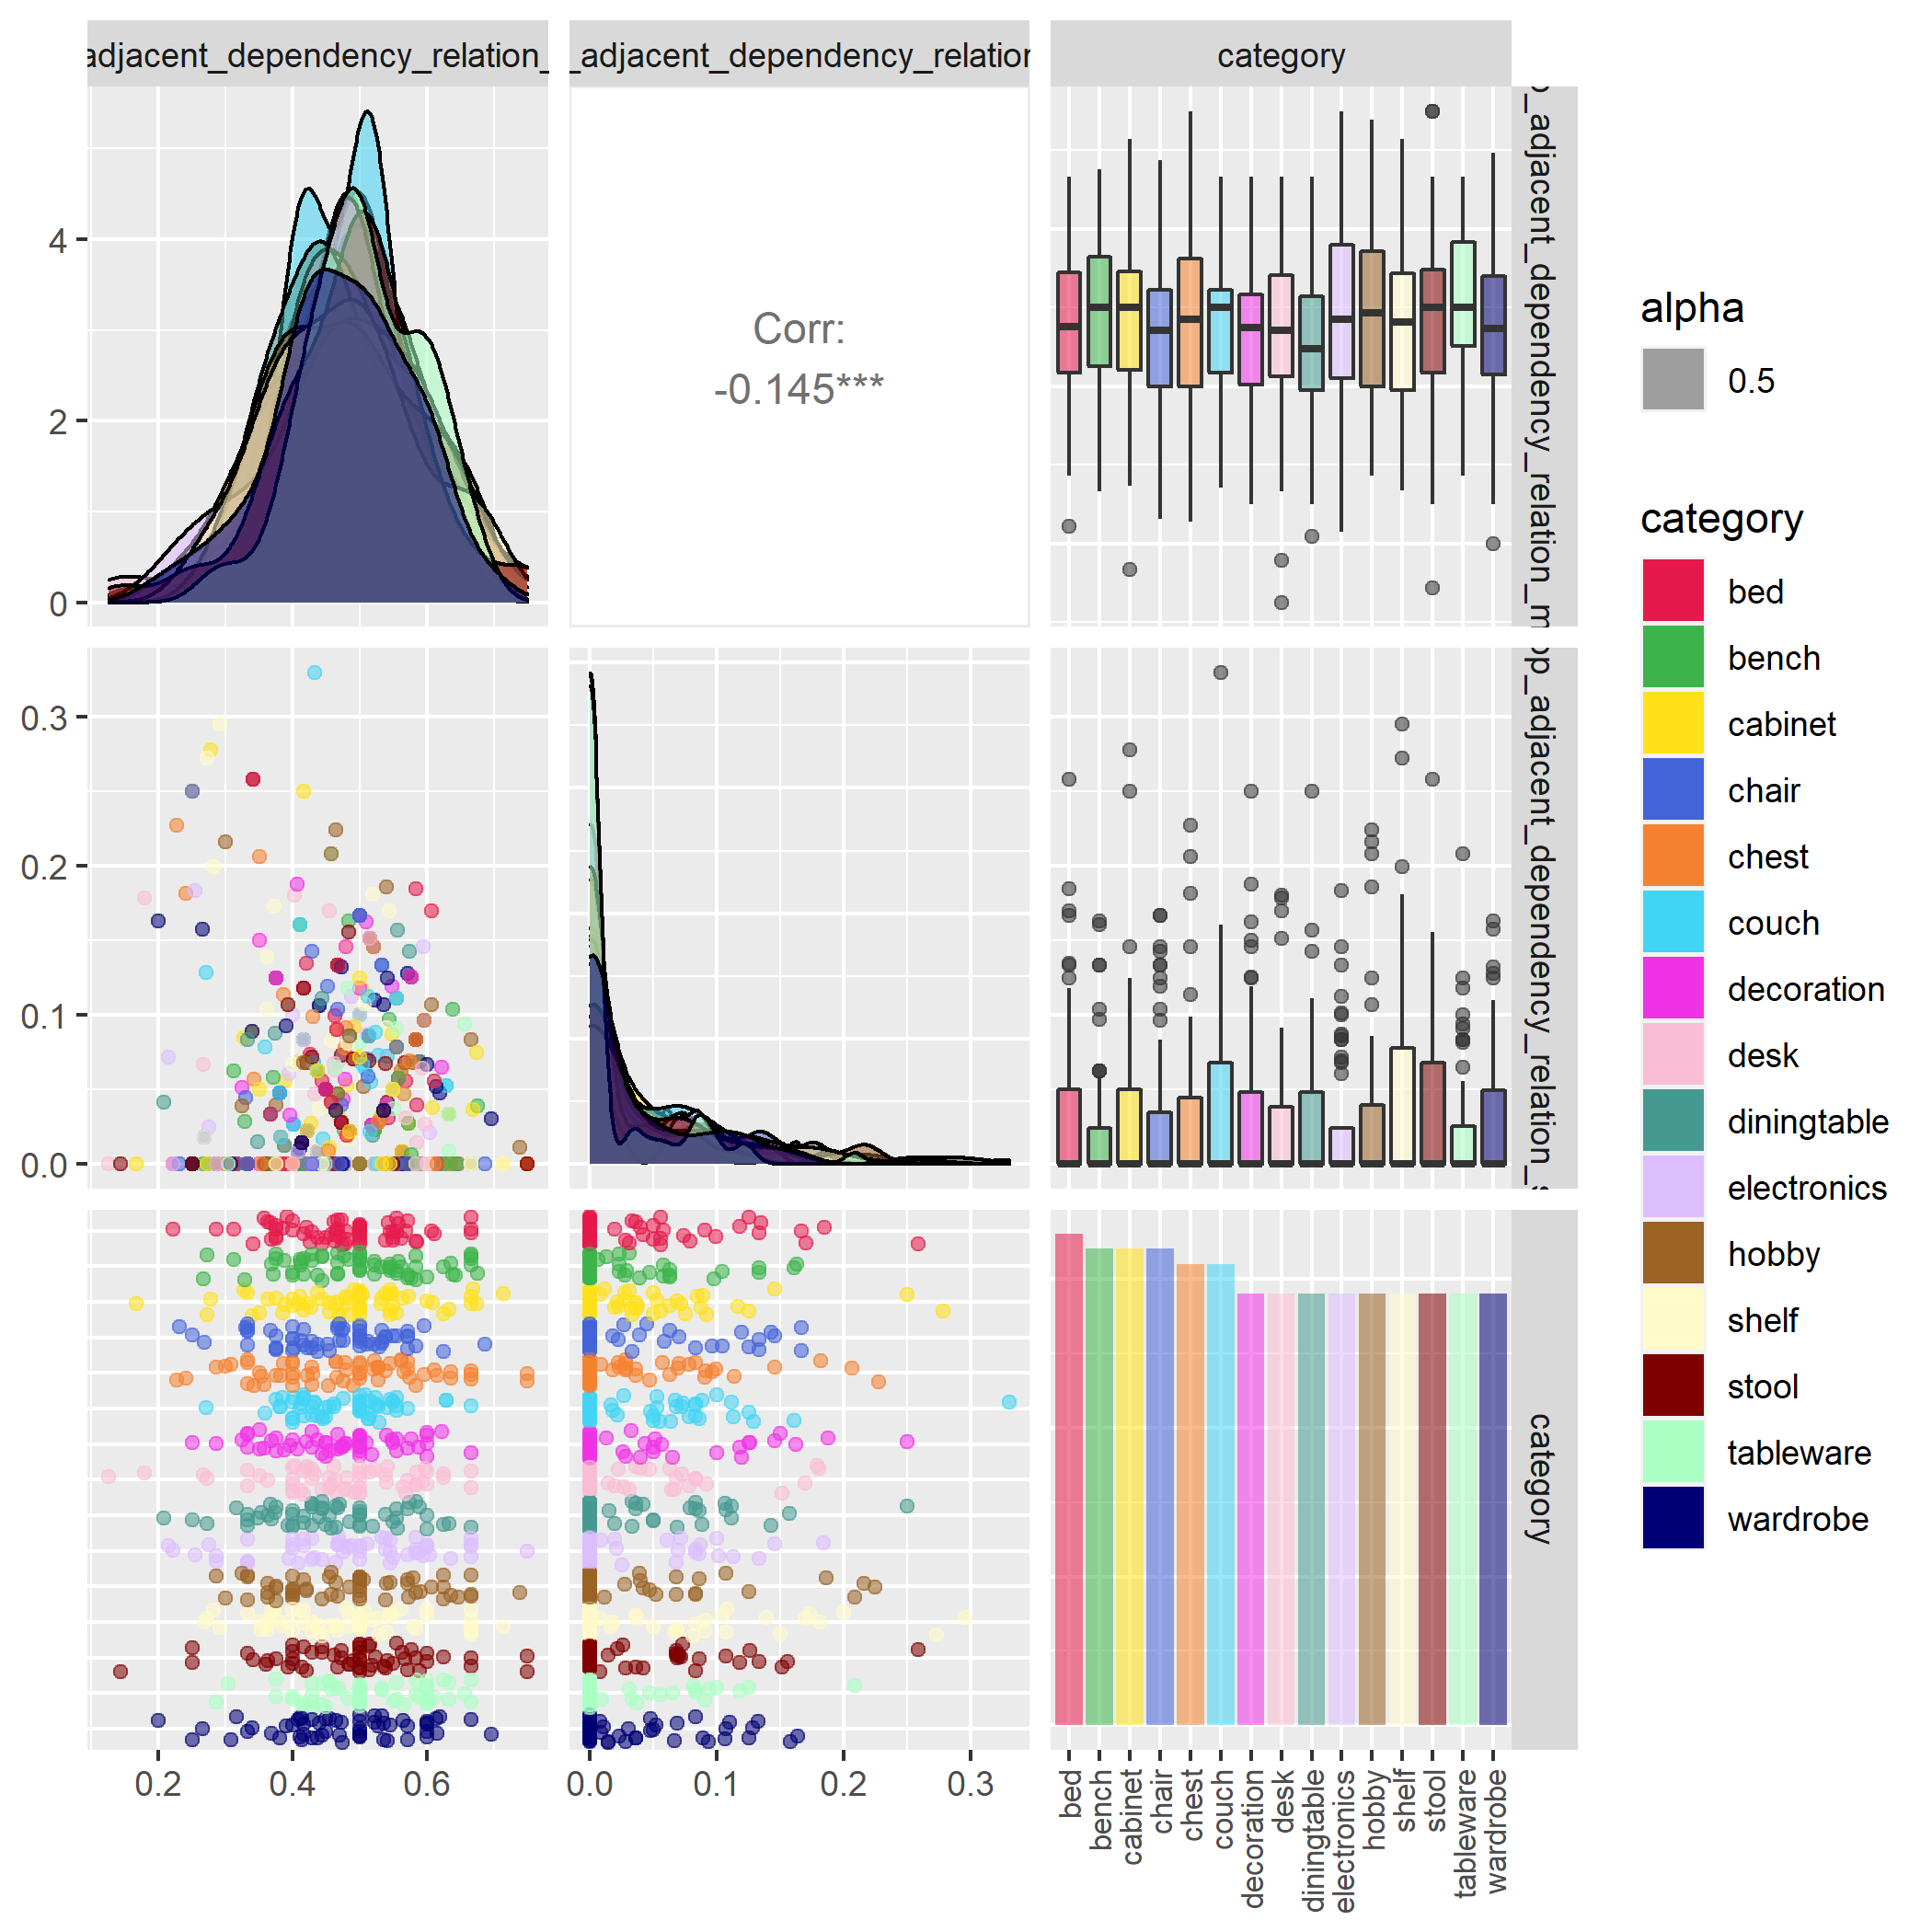 adjacent_dependency_relation_
_adjacent_dependency_relation
category
4
2
0
Corr:
-0.145***
_adjacent_dependency_relation_m
0.3
0.2
0.1
0.0
pp_adjacent_dependency_relation_s
category
0.2
0.4
0.6
0.0
0.1
0.2
0.3
bed
bench
cabinet
chair
chest
couch
decoration
desk
diningtable
electronics
hobby
shelf
stool
tableware
wardrobe
alpha
0.5
category
bed
bench
cabinet
chair
chest
couch
decoration
desk
diningtable
electronics
hobby
shelf
stool
tableware
wardrobe